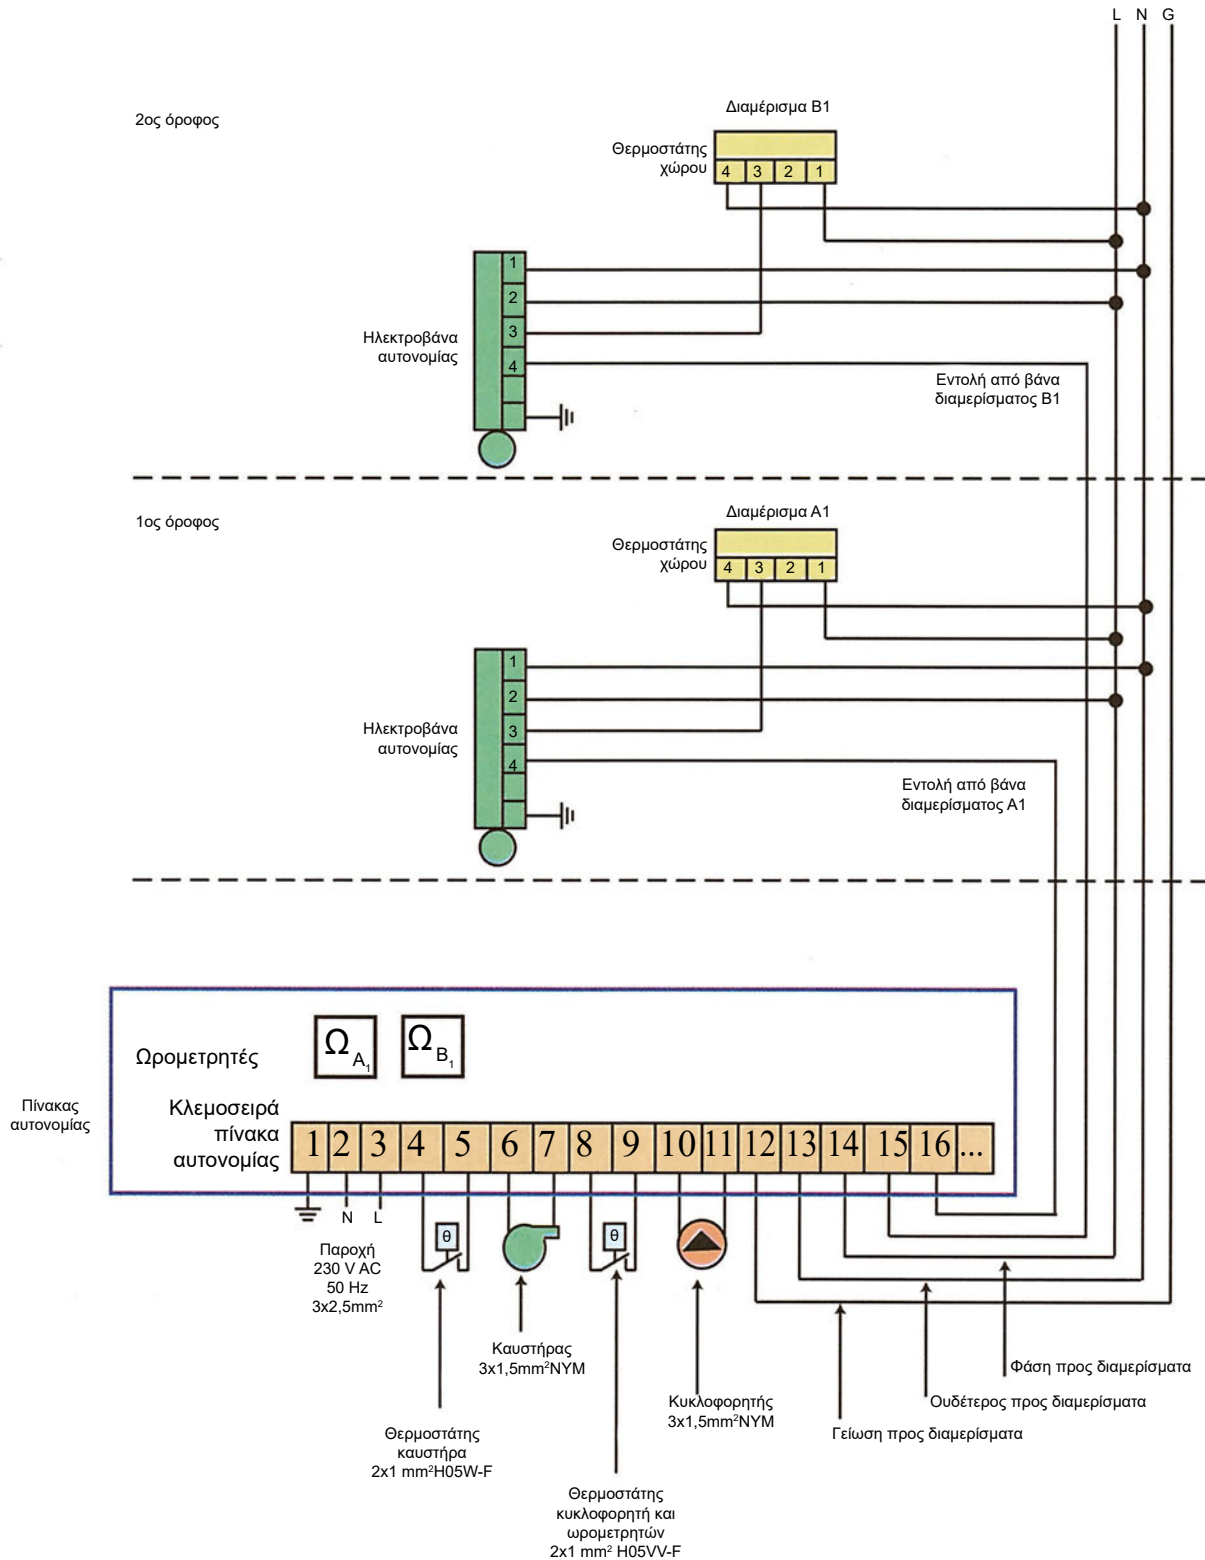 L N G
2ος όροφος
Διαμέρισμα Β1
Θερμοστάτης
χώρου
4 3 2 1
1
2
3
4
Ηλεκτροβάνα
αυτονομίας
Εντολή από βάνα
διαμερίσματος Β1
1ος όροφος
Διαμέρισμα Α1
Θερμοστάτης
χώρου
4 3 2 1
1
2
3
4
Ηλεκτροβάνα
αυτονομίας
Εντολή από βάνα
διαμερίσματος Α1
Πίνακας
αυτονομίας
Ωρομετρητές
Ω Α₁
Ω Β₁
Κλεμοσειρά
πίνακα
αυτονομίας
1 2 3 4 5 6 7 8 9 10 11 12 13 14 15 16 ...
N L
θ
θ
Παροχή
230 V AC
50 Hz
3x2,5mm²
Καυστήρας
3x1,5mm²NYM
Θερμοστάτης
καυστήρα
2x1 mm²H05W-F
Κυκλοφορητής
3x1,5mm²NYM
Θερμοστάτης
κυκλοφορητή και
ωρομετρητών
2x1 mm² H05VV-F
Φάση προς διαμερίσματα
Ουδέτερος προς διαμερίσματα
Γείωση προς διαμερίσματα